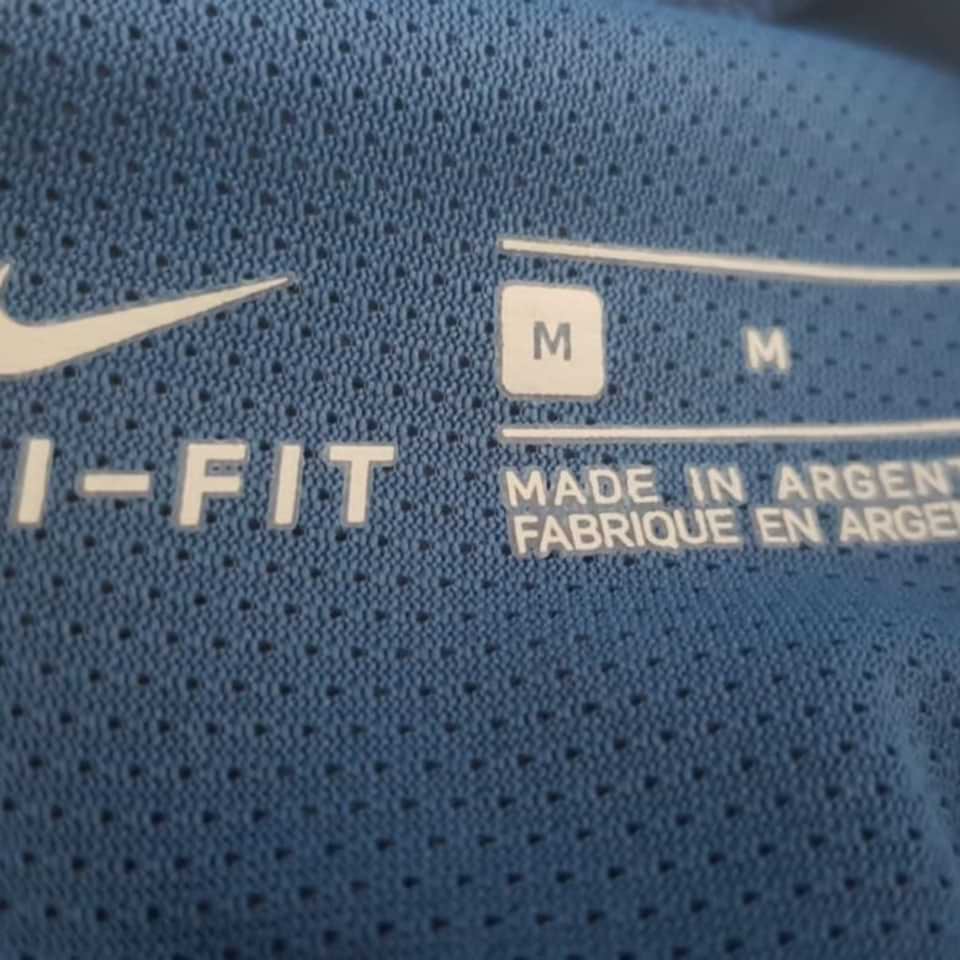 I-FIT
M M
MADE IN ARGENT
FABRIQUE EN ARGE